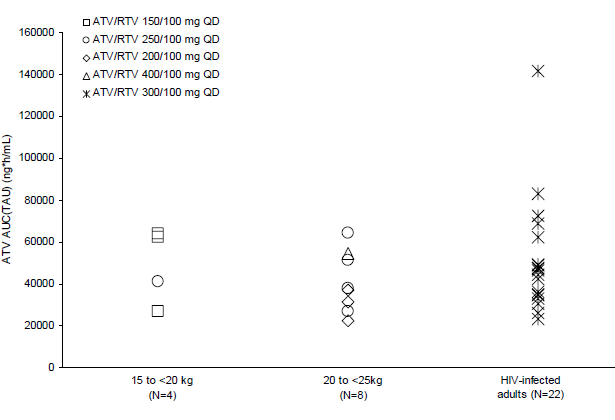 ATV/RTV 150/100 mg QD
ATV/RTV 250/100 mg QD
ATV/RTV 200/100 mg QD
ATV/RTV 400/100 mg QD
ATV/RTV 300/100 mg QD
ATV AUC(TAU) (ng*h/mL)
160000
140000
120000
100000
80000
60000
40000
20000
0
15 to <20 kg
(N=4)
20 to <25kg
(N=8)
HIV-infected
adults (N=22)